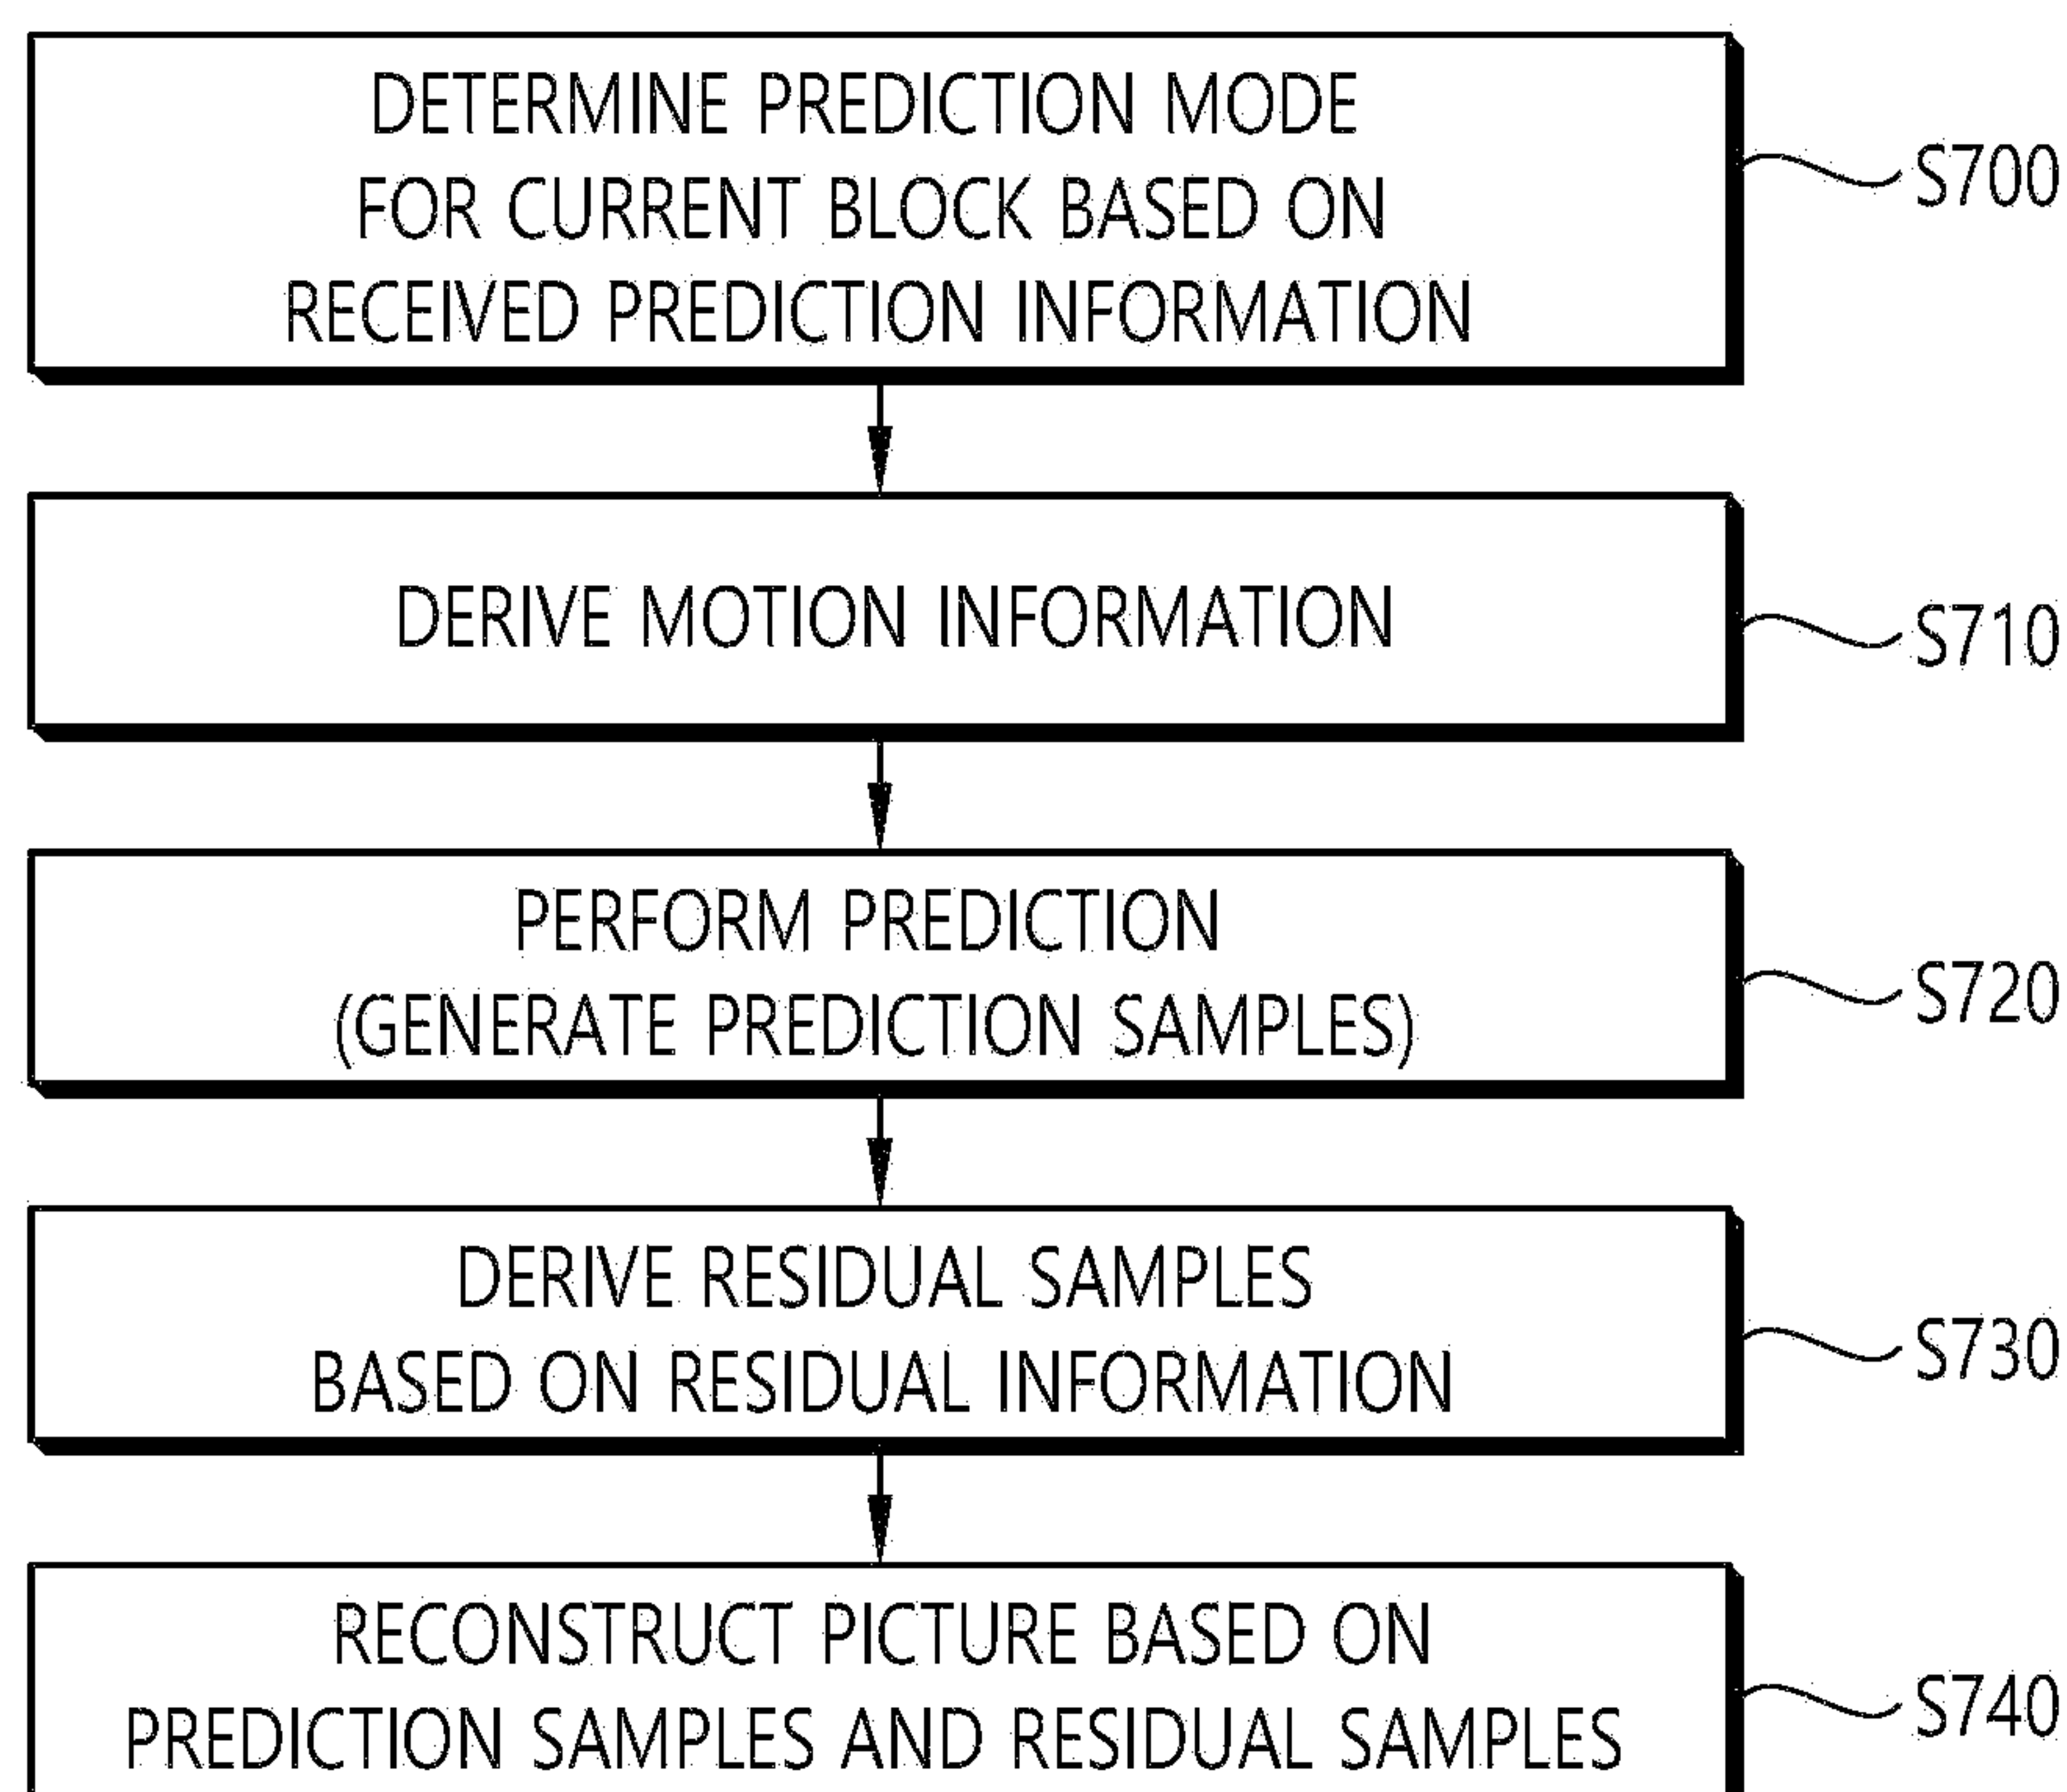 DETERMINE PREDICTION MODE
FOR CURRENT BLOCK BASED ON
RECEIVED PREDICTION INFORMATION
S700
DERIVE MOTION INFORMATION
S710
PERFORM PREDICTION
(GENERATE PREDICTION SAMPLES)
S720
DERIVE RESIDUAL SAMPLES
BASED ON RESIDUAL INFORMATION
S730
RECONSTRUCT PICTURE BASED ON
PREDICTION SAMPLES AND RESIDUAL SAMPLES
S740